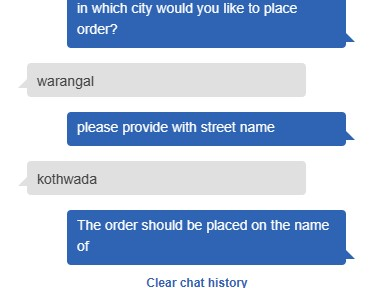 in which city would you like to place
order?
warangal
please provide with street name
kothwada
The order should be placed on the name
of
Clear chat history